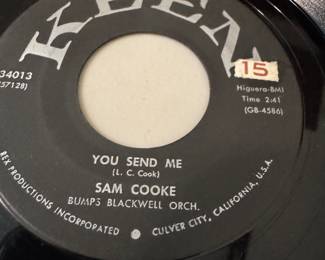 KEEN
34013
57128)
15
Higuera-BMI
Time 2:41
(GB-4586)
YOU SEND ME
(L. C. Cook)
SAM COOKE
BUMPS BLACKWELL ORCH.
REX PRODUCTIONS INCORPORATED • CULVER CITY, CALIFORNIA, U.S.A.